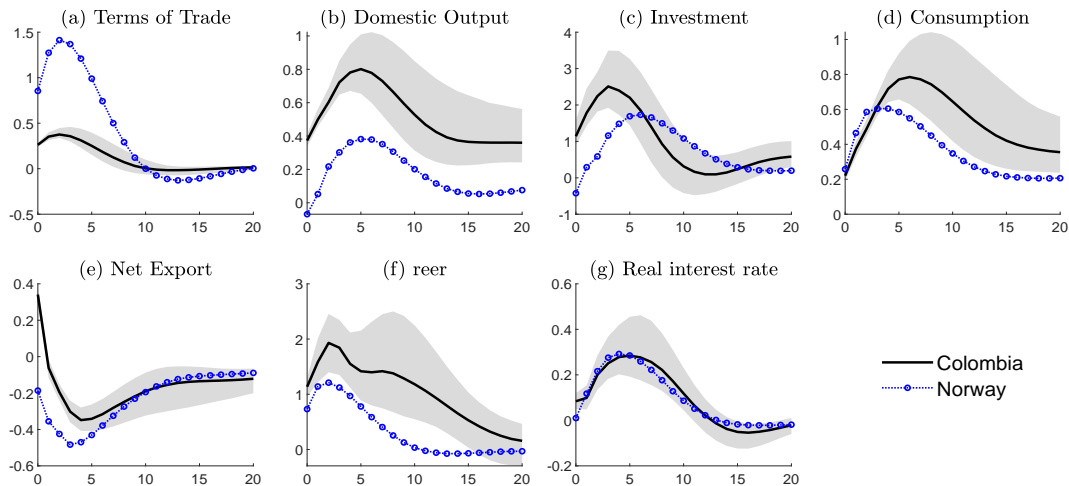 (a) Terms of Trade
1.5
1
0.5
0
-0.5
0 5 10 15 20
(b) Domestic Output
1
0.8
0.6
0.4
0.2
0
0 5 10 15 20
(c) Investment
4
3
2
1
0
-1
0 5 10 15 20
(d) Consumption
1
0.8
0.6
0.4
0.2
0
0 5 10 15 20
(e) Net Export
0.4
0.2
0
-0.2
-0.4
-0.6
0 5 10 15 20
(f) reer
3
2
1
0
0 5 10 15 20
(g) Real interest rate
0.6
0.4
0.2
0
-0.2
0 5 10 15 20
Colombia
Norway